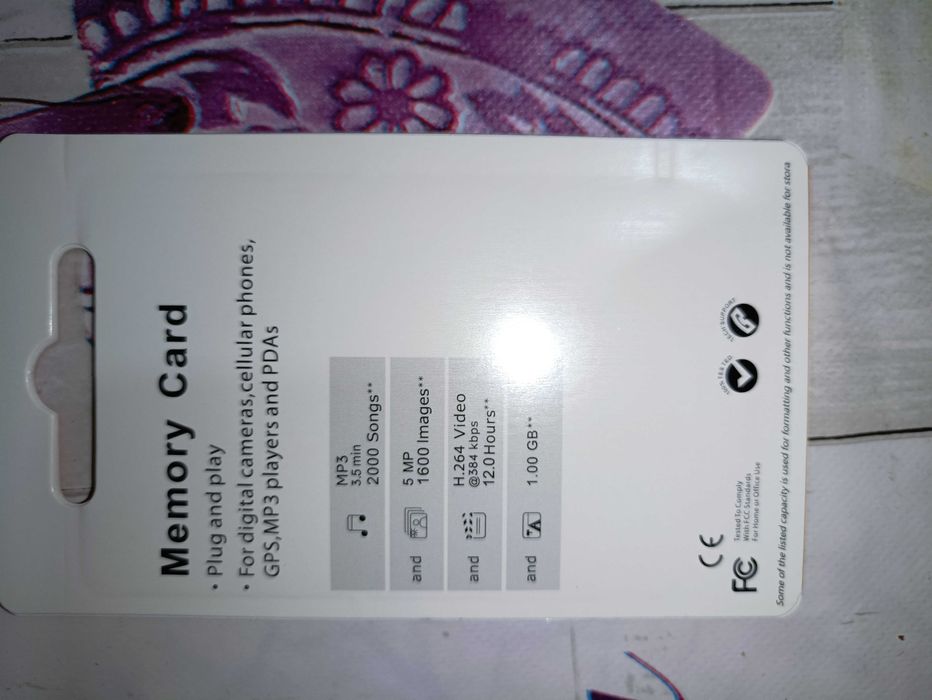 Memory Card
• Plug and play
• For digital cameras,cellular phones,
GPS,MP3 players and PDAs
MP3
3.5 min
2000 Songs**
and
5 MP
1600 Images**
and
H.264 Video
@384 kbps
12.0Hours**
and
1.00 GB**
CE
FC
Tested To Comply
With FCC Standards
For Home or Office Use
100% TESTED
TECH SUPPORT
Some of the listed capacity is used for formatting and other functions and is not available for stora